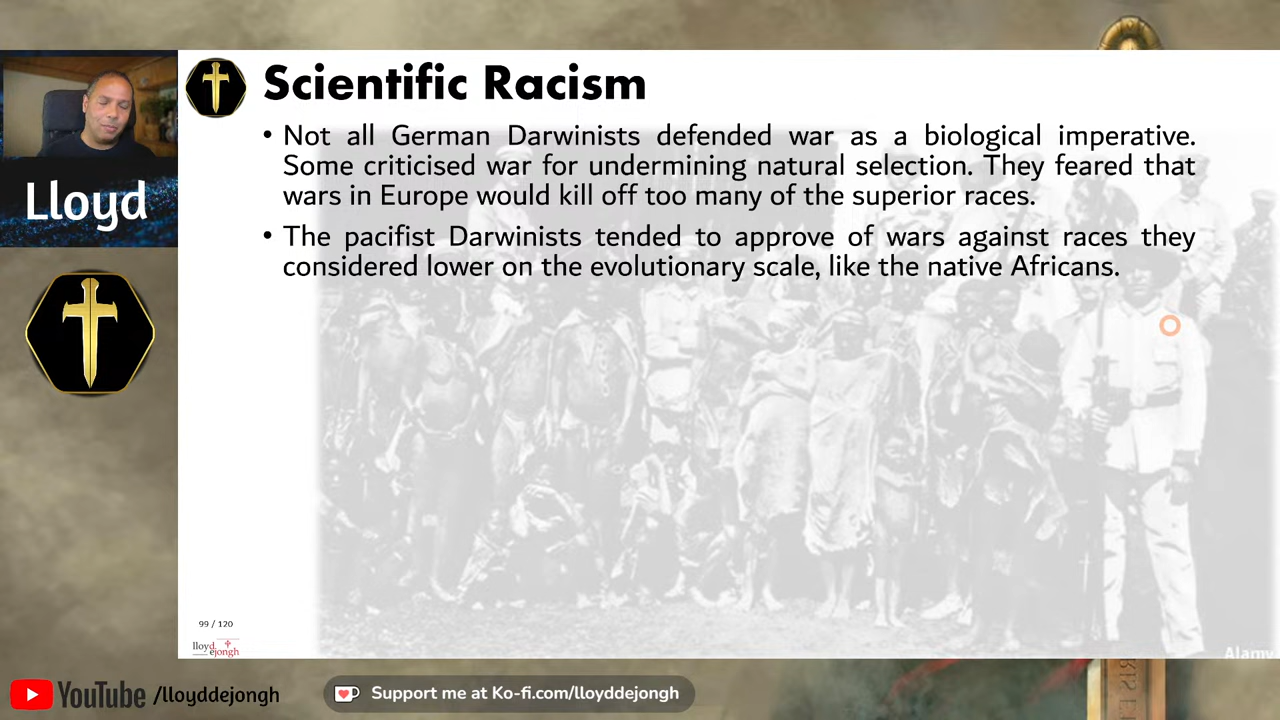 Scientific Racism
• Not all German Darwinists defended war as a biological imperative.
Some criticised war for undermining natural selection. They feared that
wars in Europe would kill off too many of the superior races.
• The pacifist Darwinists tended to approve of wars against races they
considered lower on the evolutionary scale, like the native Africans.
Lloyd
99 / 120
lloyd
ejongh
Alamy
YouTube /lloyddejongh
Support me at Ko-fi.com/lloyddejongh